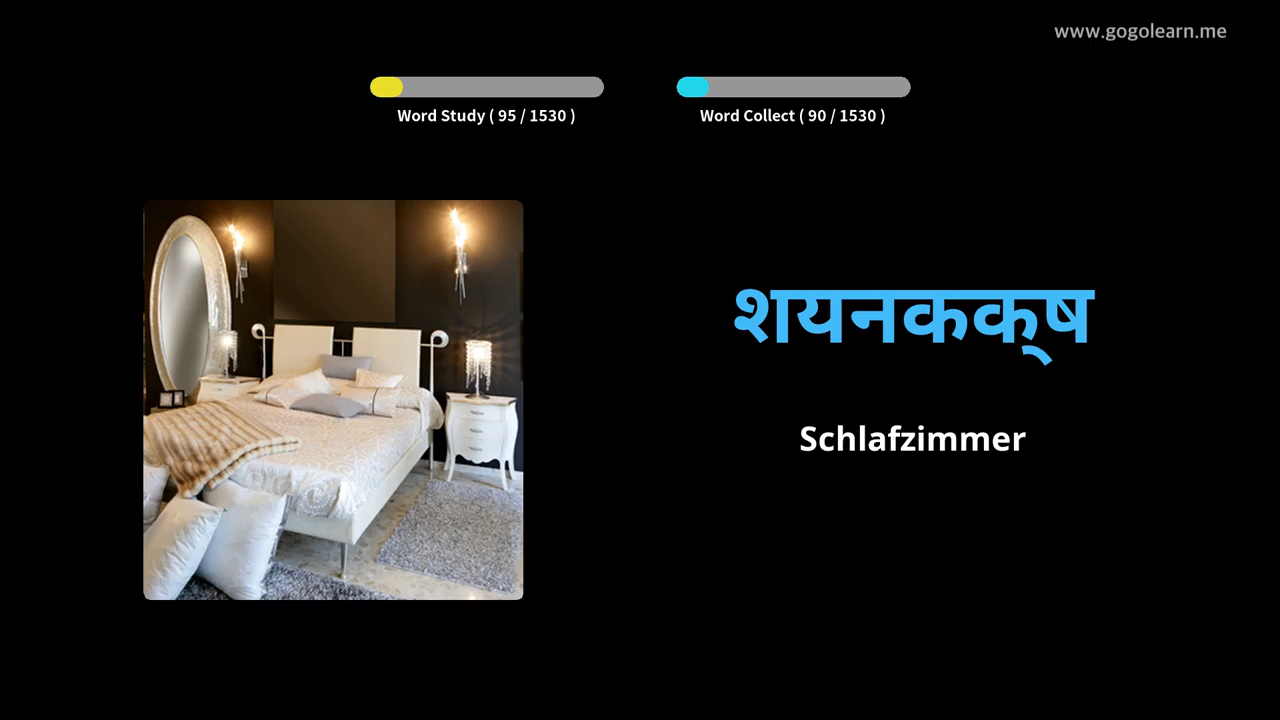 www.gogolearn.me
Word Study ( 95 / 1530 )
Word Collect ( 90 / 1530 )
शयनकक्ष
Schlafzimmer